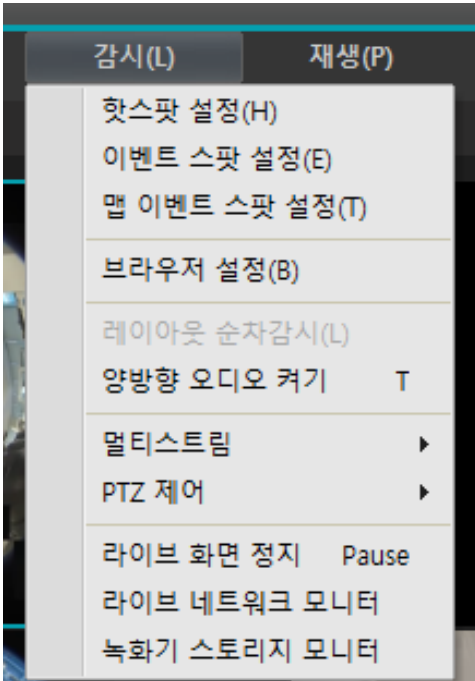 감시(L) 재생(P)
핫스팟 설정(H)
이벤트 스팟 설정(E)
맵 이벤트 스팟 설정(T)
브라우저 설정(B)
레이아웃 순차감시(L)
양방향 오디오 켜기 T
멀티스트림
PTZ 제어
라이브 화면 정지 Pause
라이브 네트워크 모니터
녹화기 스토리지 모니터